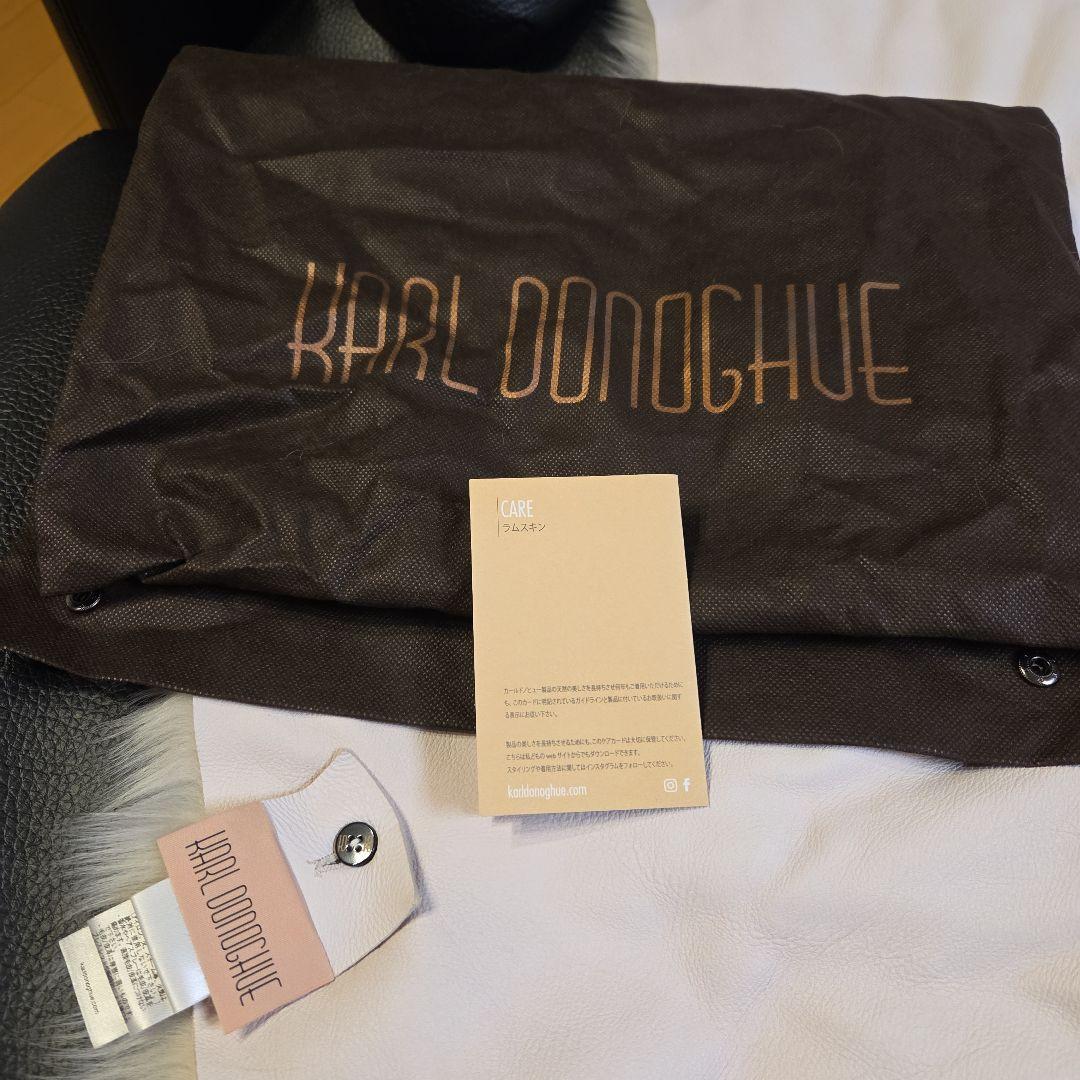 KARL DONOGHUE
CARE
ラムスキン
カールドノヒュー製品の天然の美しさを長持ちさせ何年もご着用いただけるために
も、このカードに明記されているガイドラインと製品に付いているお取扱いに関す
る表示にお従い下さい。
製品の美しさを長持ちさせるためにも、このケアカードは大切に保管してください。
こちらは私どもの web サイトからでもダウンロードできます。
スタイリングや着用方法に関してはインスタグラムをフォローしてください。
karldonoghue.com
KARL DONOGHUE
karldonoghue.com